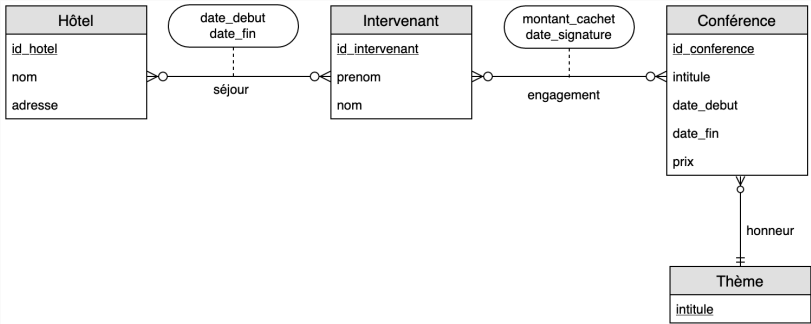 Hôtel
id_hotel
nom
adresse
date_debut
date_fin
séjour
Intervenant
id_intervenant
prenom
nom
montant_cachet
date_signature
engagement
Conférence
id_conference
intitule
date_debut
date_fin
prix
honneur
Thème
intitule